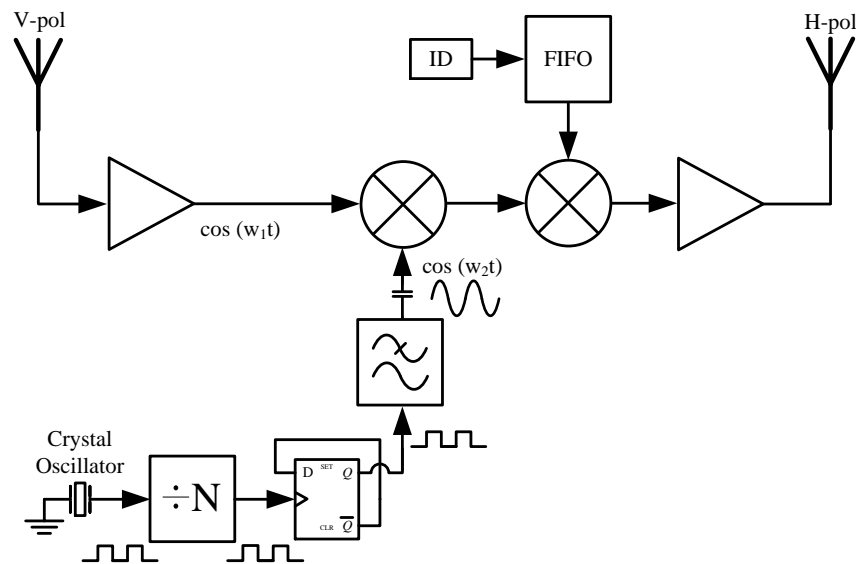 V-pol
H-pol
ID
FIFO
cos (w₁t)
cos (w₂t)
Crystal
Oscillator
÷N
D
SET
Q
CLR
Q̅